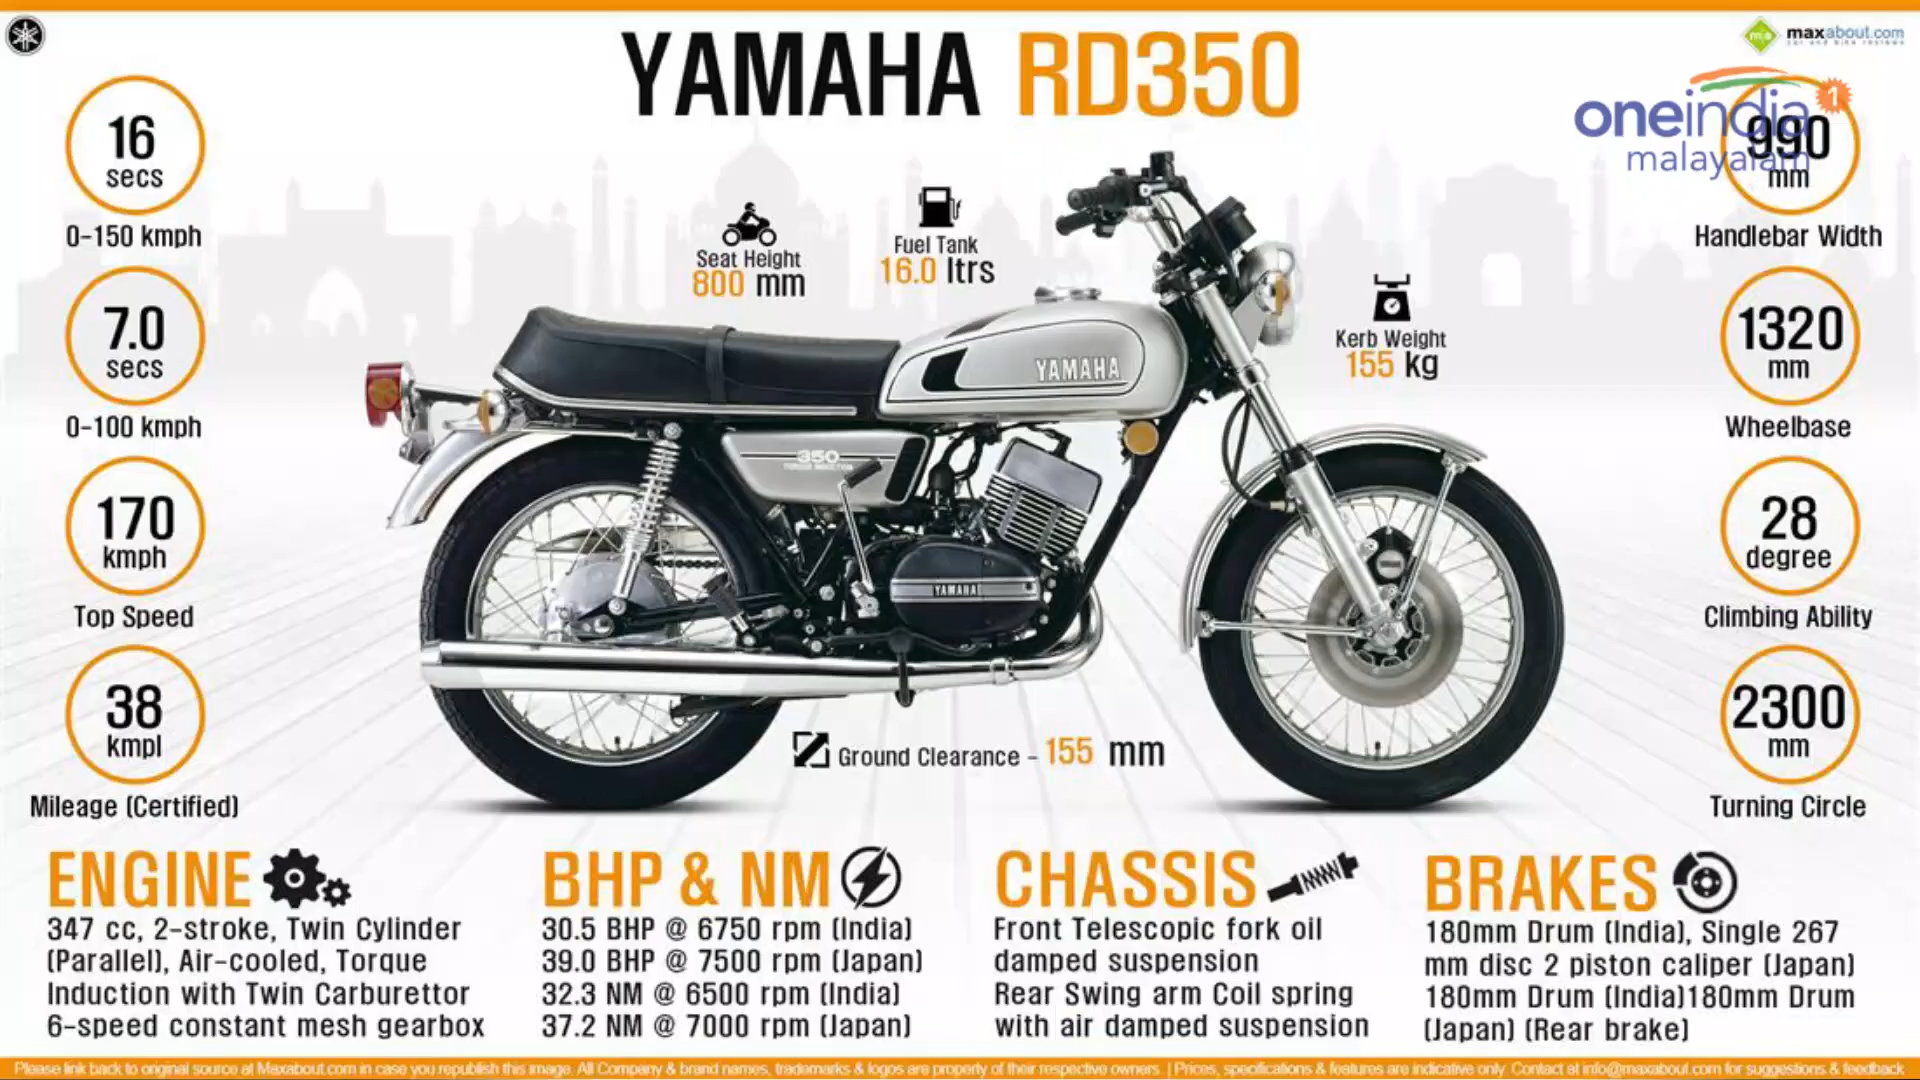 YAMAHA RD350
maxabout.com
car and bike reviews
oneindia
1
malayalam
16
secs
0-150 kmph
7.0
secs
0-100 kmph
170
kmph
Top Speed
38
kmpl
Mileage (Certified)
Seat Height
800 mm
Fuel Tank
16.0 ltrs
Kerb Weight
155 kg
YAMAHA
350
TORQUE INDUCTION
YAMAHA
Ground Clearance - 155 mm
990
mm
Handlebar Width
1320
mm
Wheelbase
28
degree
Climbing Ability
2300
mm
Turning Circle
ENGINE
347 cc, 2-stroke, Twin Cylinder
(Parallel), Air-cooled, Torque
Induction with Twin Carburettor
6-speed constant mesh gearbox
BHP & NM
30.5 BHP @ 6750 rpm (India)
39.0 BHP @ 7500 rpm (Japan)
32.3 NM @ 6500 rpm (India)
37.2 NM @ 7000 rpm (Japan)
CHASSIS
Front Telescopic fork oil
damped suspension
Rear Swing arm Coil spring
with air damped suspension
BRAKES
180mm Drum (India), Single 267
mm disc 2 piston caliper (Japan)
180mm Drum (India)180mm Drum
(Japan) (Rear brake)
Please link back to original source at Maxabout.com in case you republish this image. All Company & brand names, trademarks & logos are property of their respective owners. | Prices, specifications & features are indicative only. Contact at info@maxabout.com for suggestions & feedback